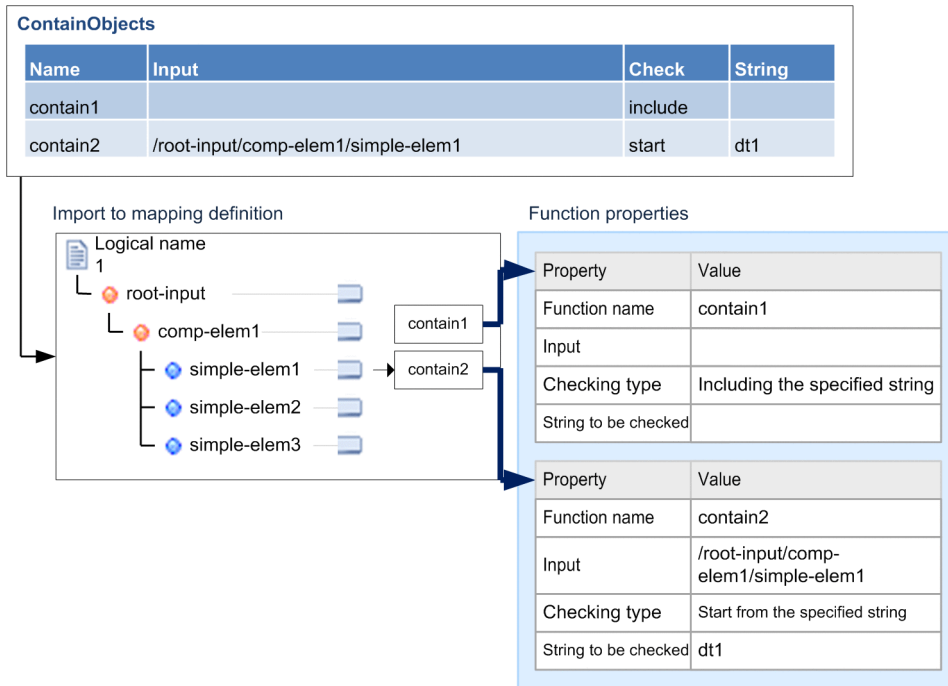 ContainObjects
Name Input Check String
contain1 include
contain2 /root-input/comp-elem1/simple-elem1 start dt1
Import to mapping definition
Logical name
1
root-input
comp-elem1
simple-elem1
simple-elem2
simple-elem3
contain1
contain2
Function properties
Property Value
Function name contain1
Input
Checking type Including the specified string
String to be checked
Property Value
Function name contain2
Input /root-input/comp-
elem1/simple-elem1
Checking type Start from the specified string
String to be checked dt1